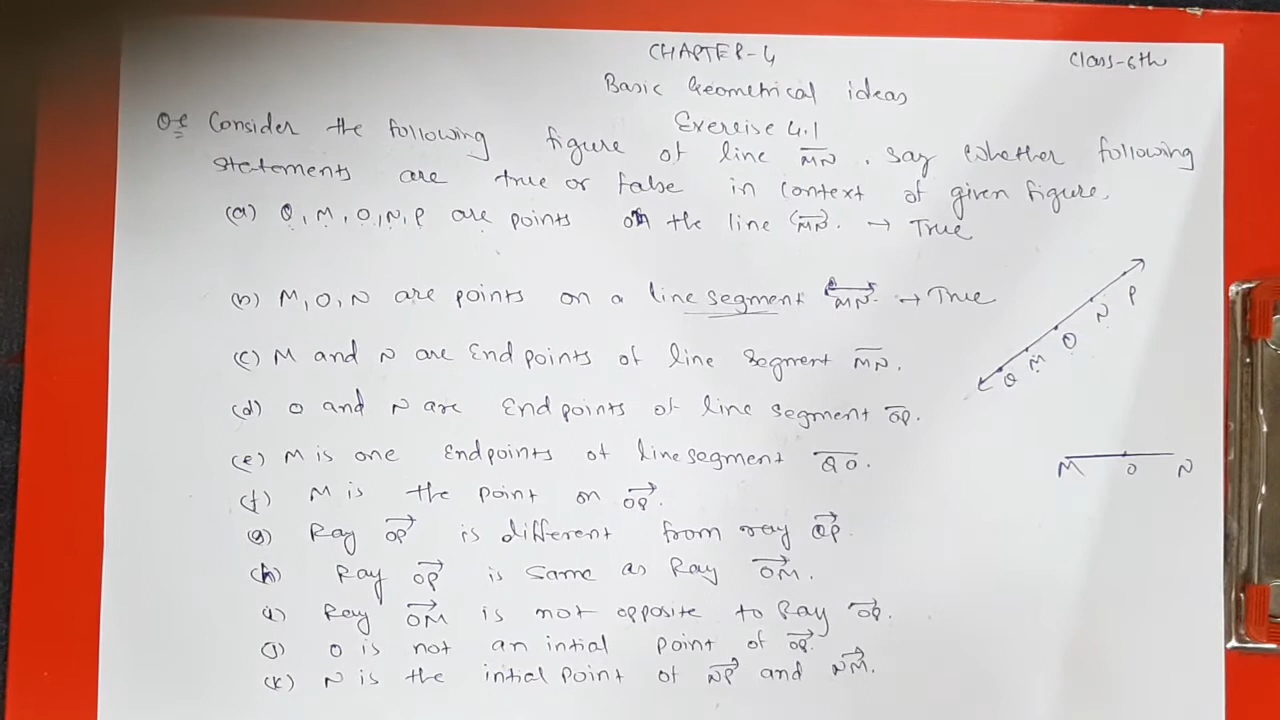 CHAPTER-4
Class-6th
Basic Geometrical ideas
Exercise 4.1
Consider the following figure of line MN. Say Whether following
statements are true or false in context of given figure.
(a) Q, M, O, N, P are points on the line (MN). → True
(b) M, O, N are points on a line segment MN. → True
(c) M and N are End points of line segment MN.
(d) O and N are End points of line segment OP.
(e) M is one Endpoints of linesegment QO.
(f) M is the point on OP.
(g) Ray OP is different from ray QP.
(h) Ray OP is same as Ray OM.
(i) Ray OM is not opposite to Ray OP.
(j) O is not an intial point of OP.
(k) N is the intial point of NP and NM.
P
N
O
M
Q
M O N